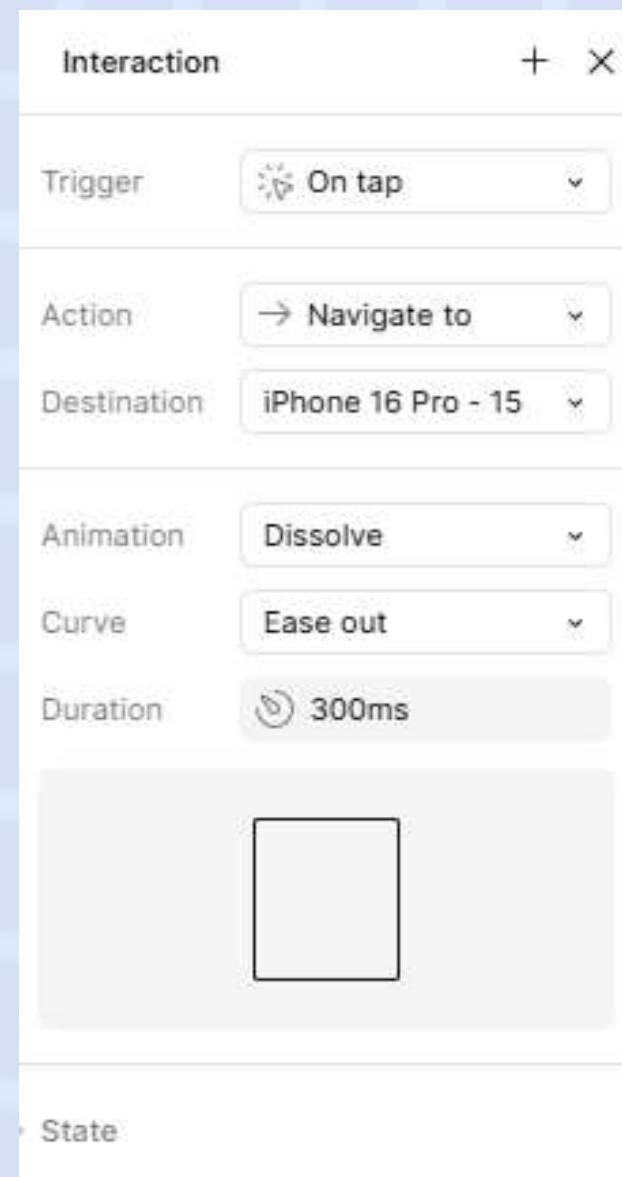 Interaction
Trigger On tap
Action Navigate to
Destination iPhone 16 Pro - 15
Animation Dissolve
Curve Ease out
Duration 300ms
State